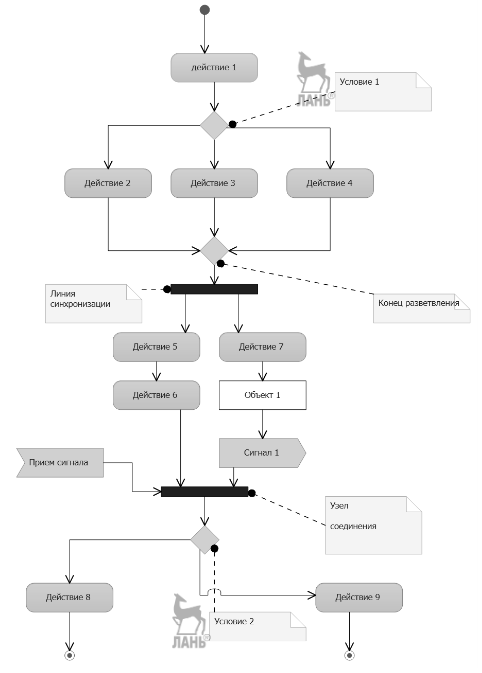 действие 1
ЛАНЬ®
Условие 1
Действие 2
Действие 3
Действие 4
Линия
синхронизации
Конец разветвления
Действие 5
Действие 7
Действие 6
Объект 1
Прием сигнала
Сигнал 1
Узел
соединения
Действие 8
Действие 9
ЛАНЬ®
Условие 2